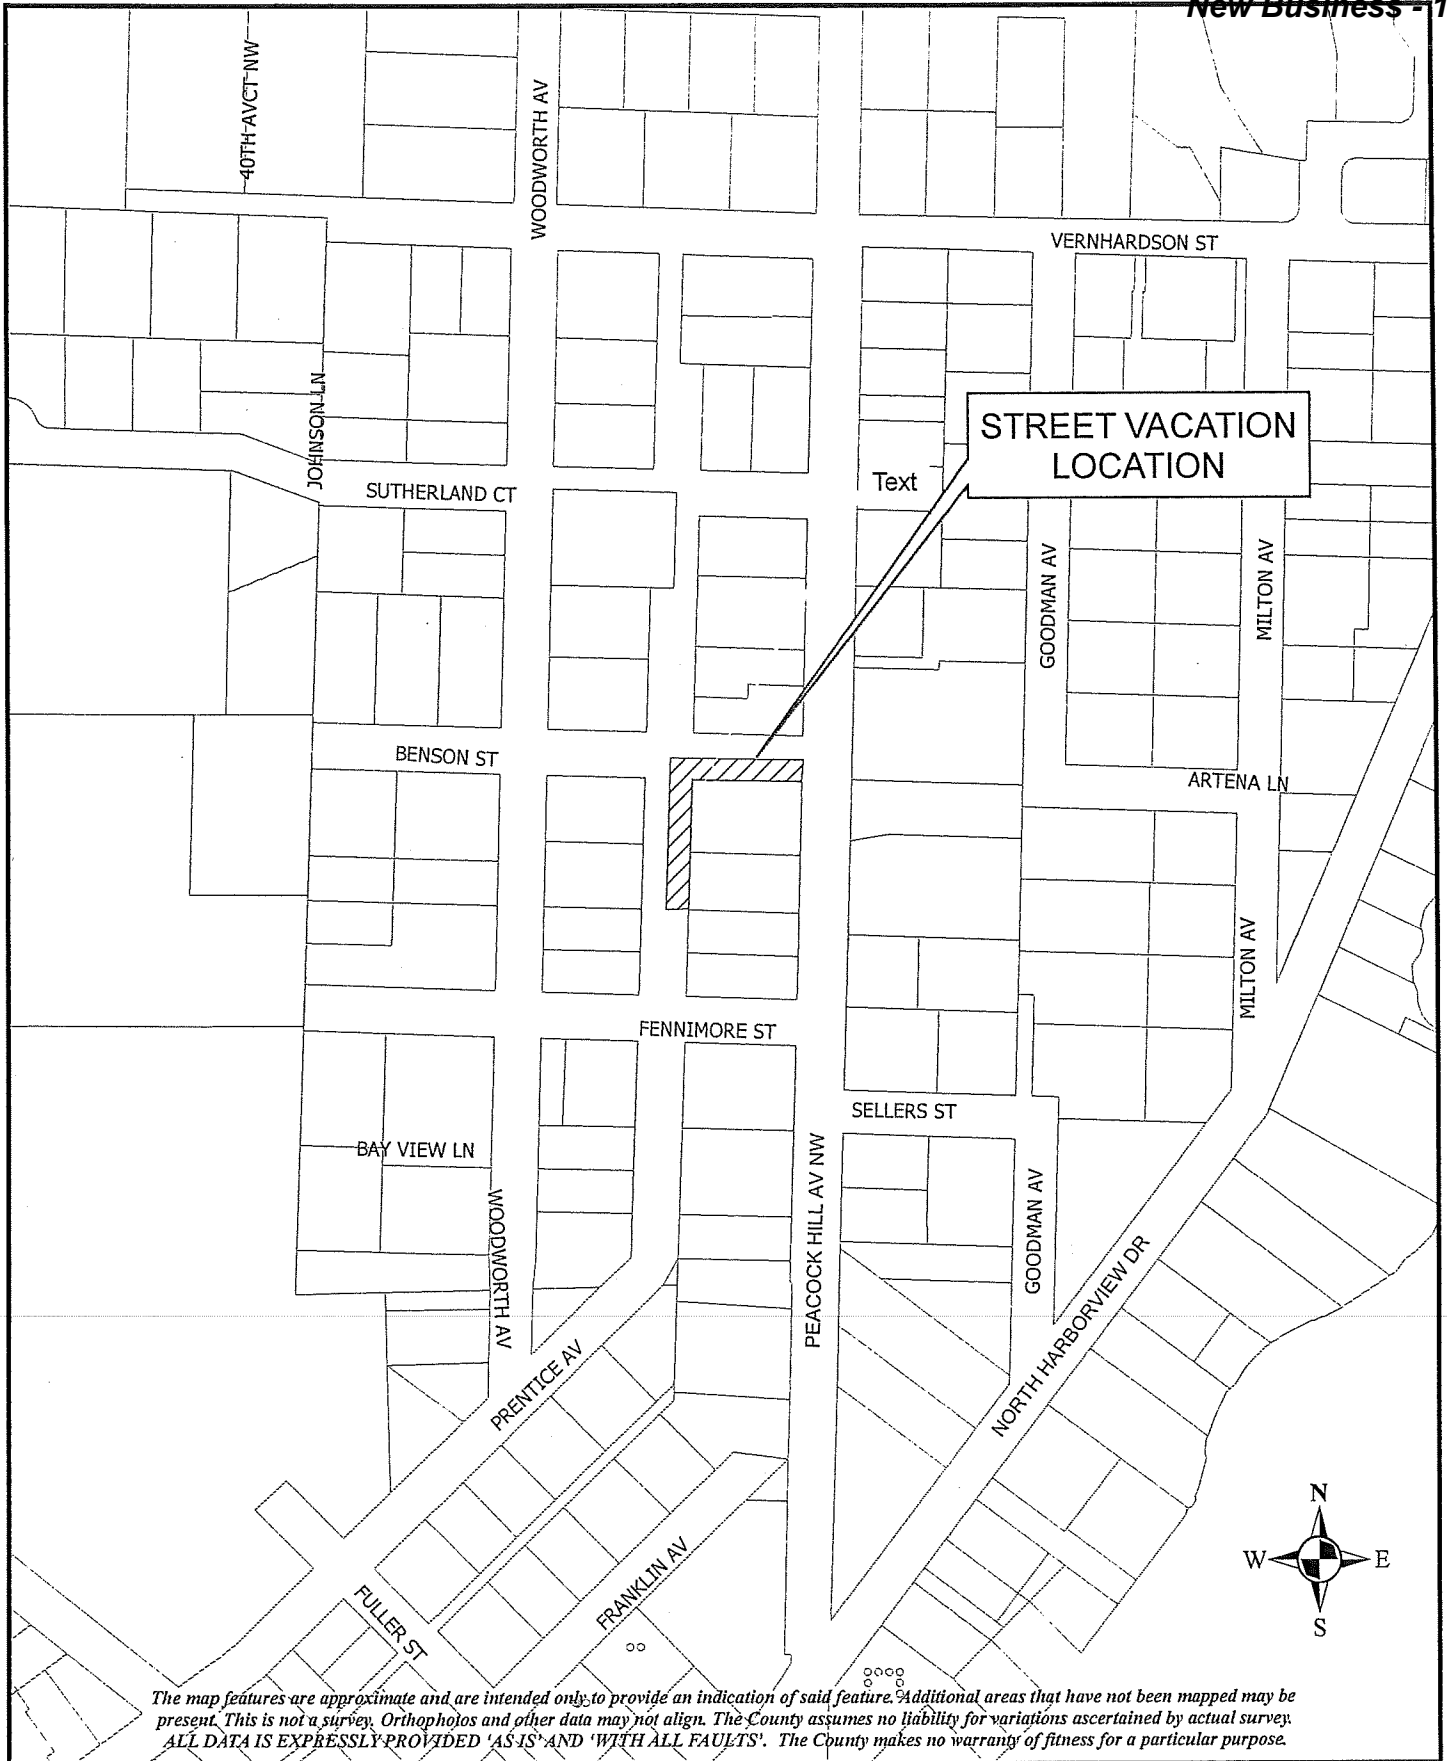 New Business - 1
40TH AVCT NW
WOODWORTH AV
VERNHARDSON ST
JOHNSON LN
STREET VACATION
LOCATION
Text
SUTHERLAND CT
GOODMAN AV
MILTON AV
BENSON ST
ARTENA LN
MILTON AV
FENNIMORE ST
SELLERS ST
BAY VIEW LN
PEACOCK HILL AV NW
GOODMAN AV
WOODWORTH AV
NORTH HARBORVIEW DR
PRENTICE AV
N
W E
S
FRANKLIN AV
FULLER ST
The map features are approximate and are intended only to provide an indication of said feature. Additional areas that have not been mapped may be
present. This is not a survey. Orthophotos and other data may not align. The County assumes no liability for variations ascertained by actual survey.
ALL DATA IS EXPRESSLY PROVIDED 'AS IS' AND 'WITH ALL FAULTS'. The County makes no warranty of fitness for a particular purpose.